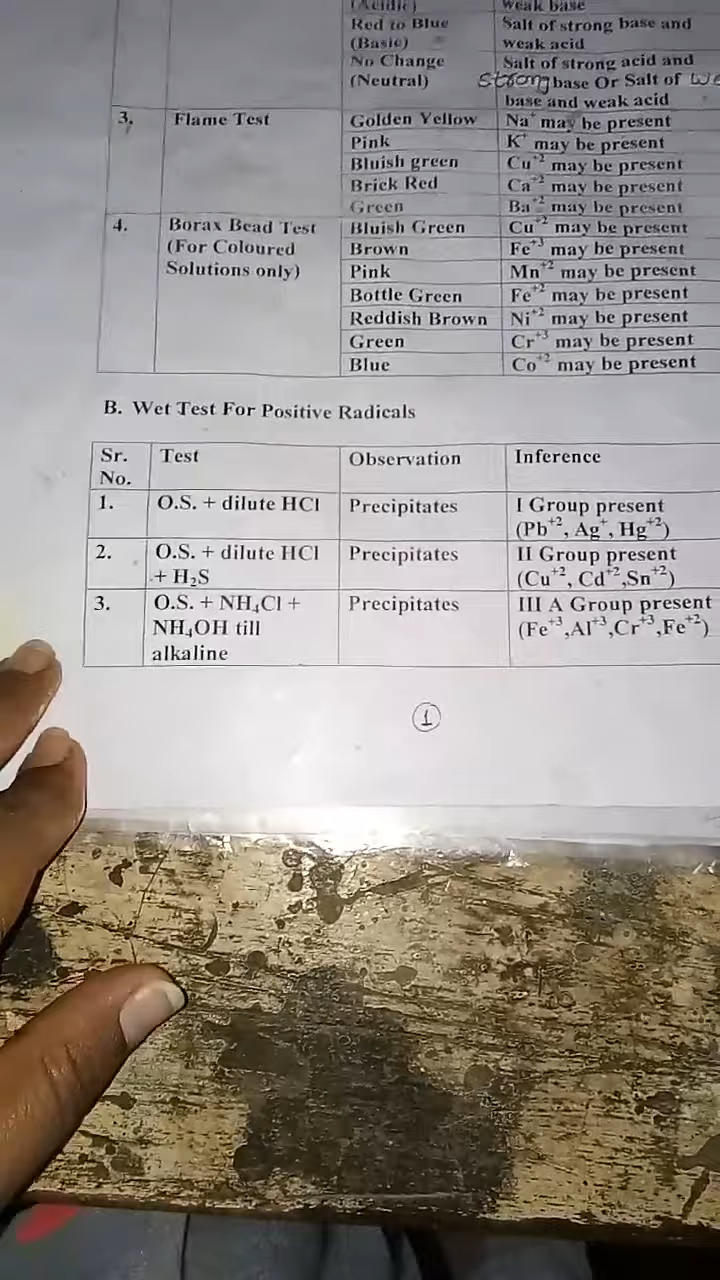 (Acidic) weak base
Red to Blue Salt of strong base and
(Basic) weak acid
No Change Salt of strong acid and
(Neutral) strong base Or Salt of we
base and weak acid
3. Flame Test Golden Yellow Na⁺ may be present
Pink K⁺ may be present
Bluish green Cu⁺² may be present
Brick Red Ca⁺² may be present
Green Ba⁺² may be present
4. Borax Bead Test Bluish Green Cu⁺² may be present
(For Coloured Brown Fe⁺³ may be present
Solutions only) Pink Mn⁺² may be present
Bottle Green Fe⁺² may be present
Reddish Brown Ni⁺² may be present
Green Cr⁺³ may be present
Blue Co⁺² may be present
B. Wet Test For Positive Radicals
Sr. Test Observation Inference
No.
1. O.S. + dilute HCl Precipitates I Group present
(Pb⁺², Ag⁺, Hg⁺²)
2. O.S. + dilute HCl Precipitates II Group present
+ H₂S (Cu⁺², Cd⁺²,Sn⁺²)
3. O.S. + NH₄Cl + Precipitates III A Group present
NH₄OH till (Fe⁺³,Al⁺³,Cr⁺³,Fe⁺²)
alkaline
1